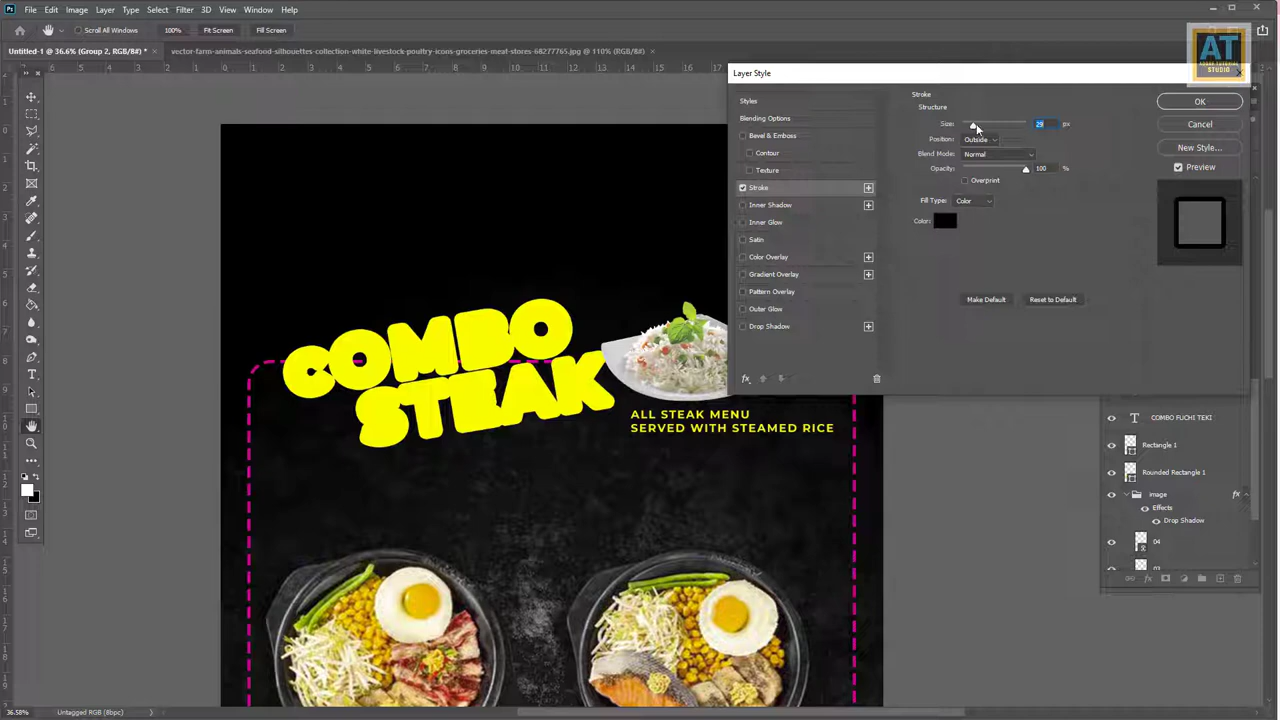 Ps File Edit Image Layer Type Select Filter 3D View Window Help
Scroll All Windows 100% Fit Screen Fill Screen
Untitled-1 @ 36.6% (Group 2, RGB/8#) * × vector-farm-animals-seafood-silhouettes-collection-white-livestock-poultry-icons-groceries-meat-stores-68277765.jpg @ 110% (RGB/8#) ×
AT
STUDIO
Layer Style
Styles
Blending Options
Bevel & Emboss
Contour
Texture
Stroke
Inner Shadow
Inner Glow
Satin
Color Overlay
Gradient Overlay
Pattern Overlay
Outer Glow
Drop Shadow
fx
Stroke
Structure
Size: 29 px
Position: Outside
Blend Mode: Normal
Opacity: 100 %
Overprint
Fill Type: Color
Color:
Make Default Reset to Default
OK
Cancel
New Style...
Preview
COMBO
STEAK
ALL STEAK MENU
SERVED WITH STEAMED RICE
COMBO FUCHI TEKI
Rectangle 1
Rounded Rectangle 1
image fx
Effects
Drop Shadow
04
36.58% Untagged RGB (8bpc)